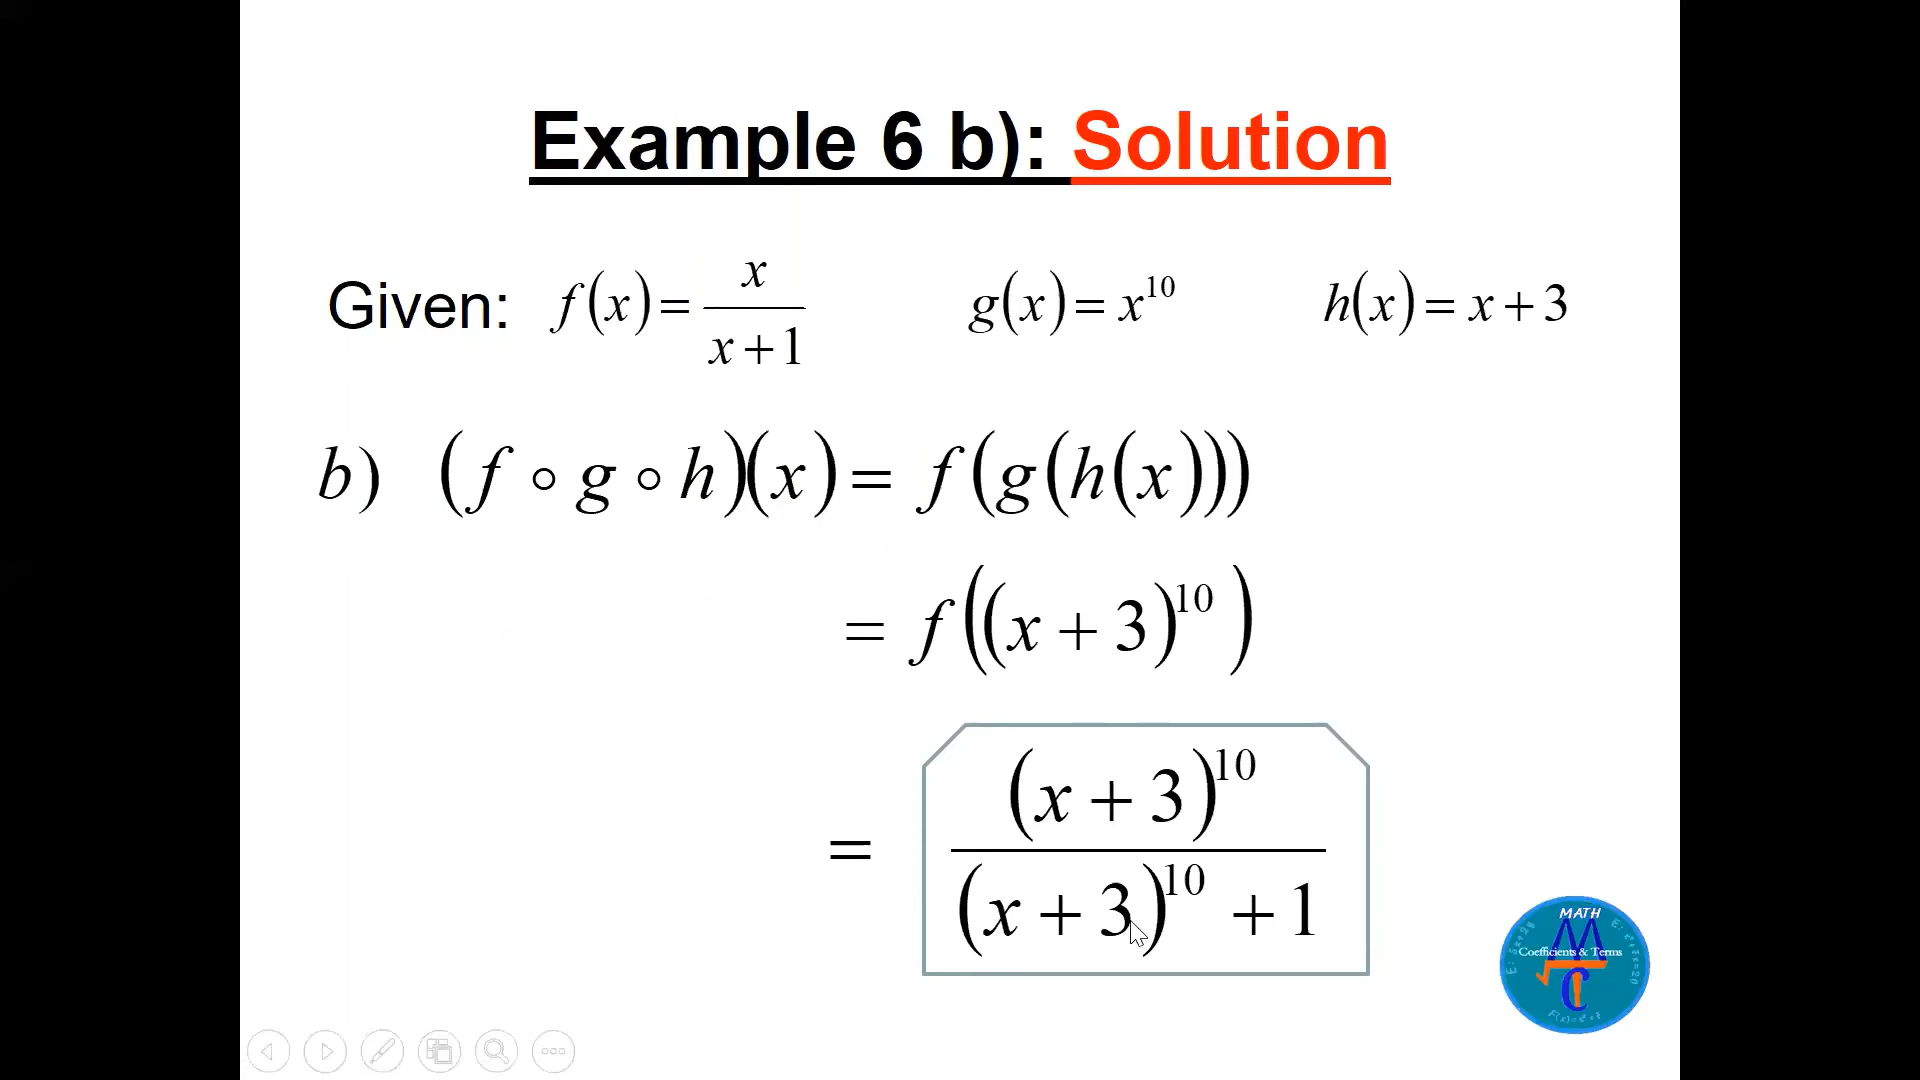 Example 6 b): Solution
Given: f(x) = x/(x + 1) g(x) = x^10 h(x) = x + 3
b) (f ∘ g ∘ h)(x) = f(g(h(x)))
= f((x + 3)^10)
= (x + 3)^10 / ((x + 3)^10 + 1)
MATH
Coefficients & Terms